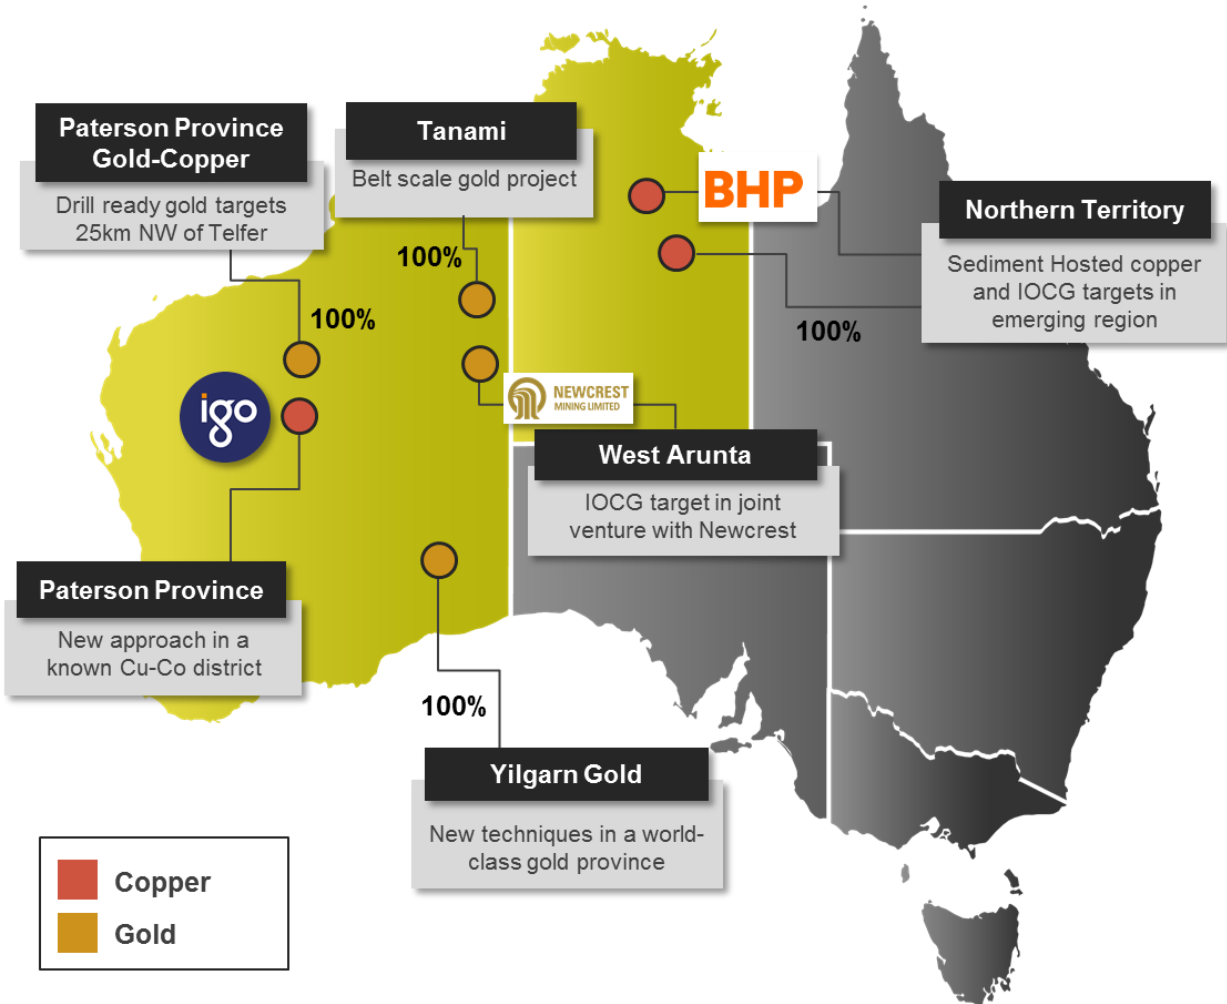 Paterson Province
Gold-Copper
Drill ready gold targets
25km NW of Telfer
100%
Tanami
Belt scale gold project
100%
BHP
Northern Territory
Sediment Hosted copper
and IOCG targets in
emerging region
100%
igo
NEWCREST
MINING LIMITED
West Arunta
IOCG target in joint
venture with Newcrest
Paterson Province
New approach in a
known Cu-Co district
100%
Yilgarn Gold
New techniques in a world-
class gold province
Copper
Gold